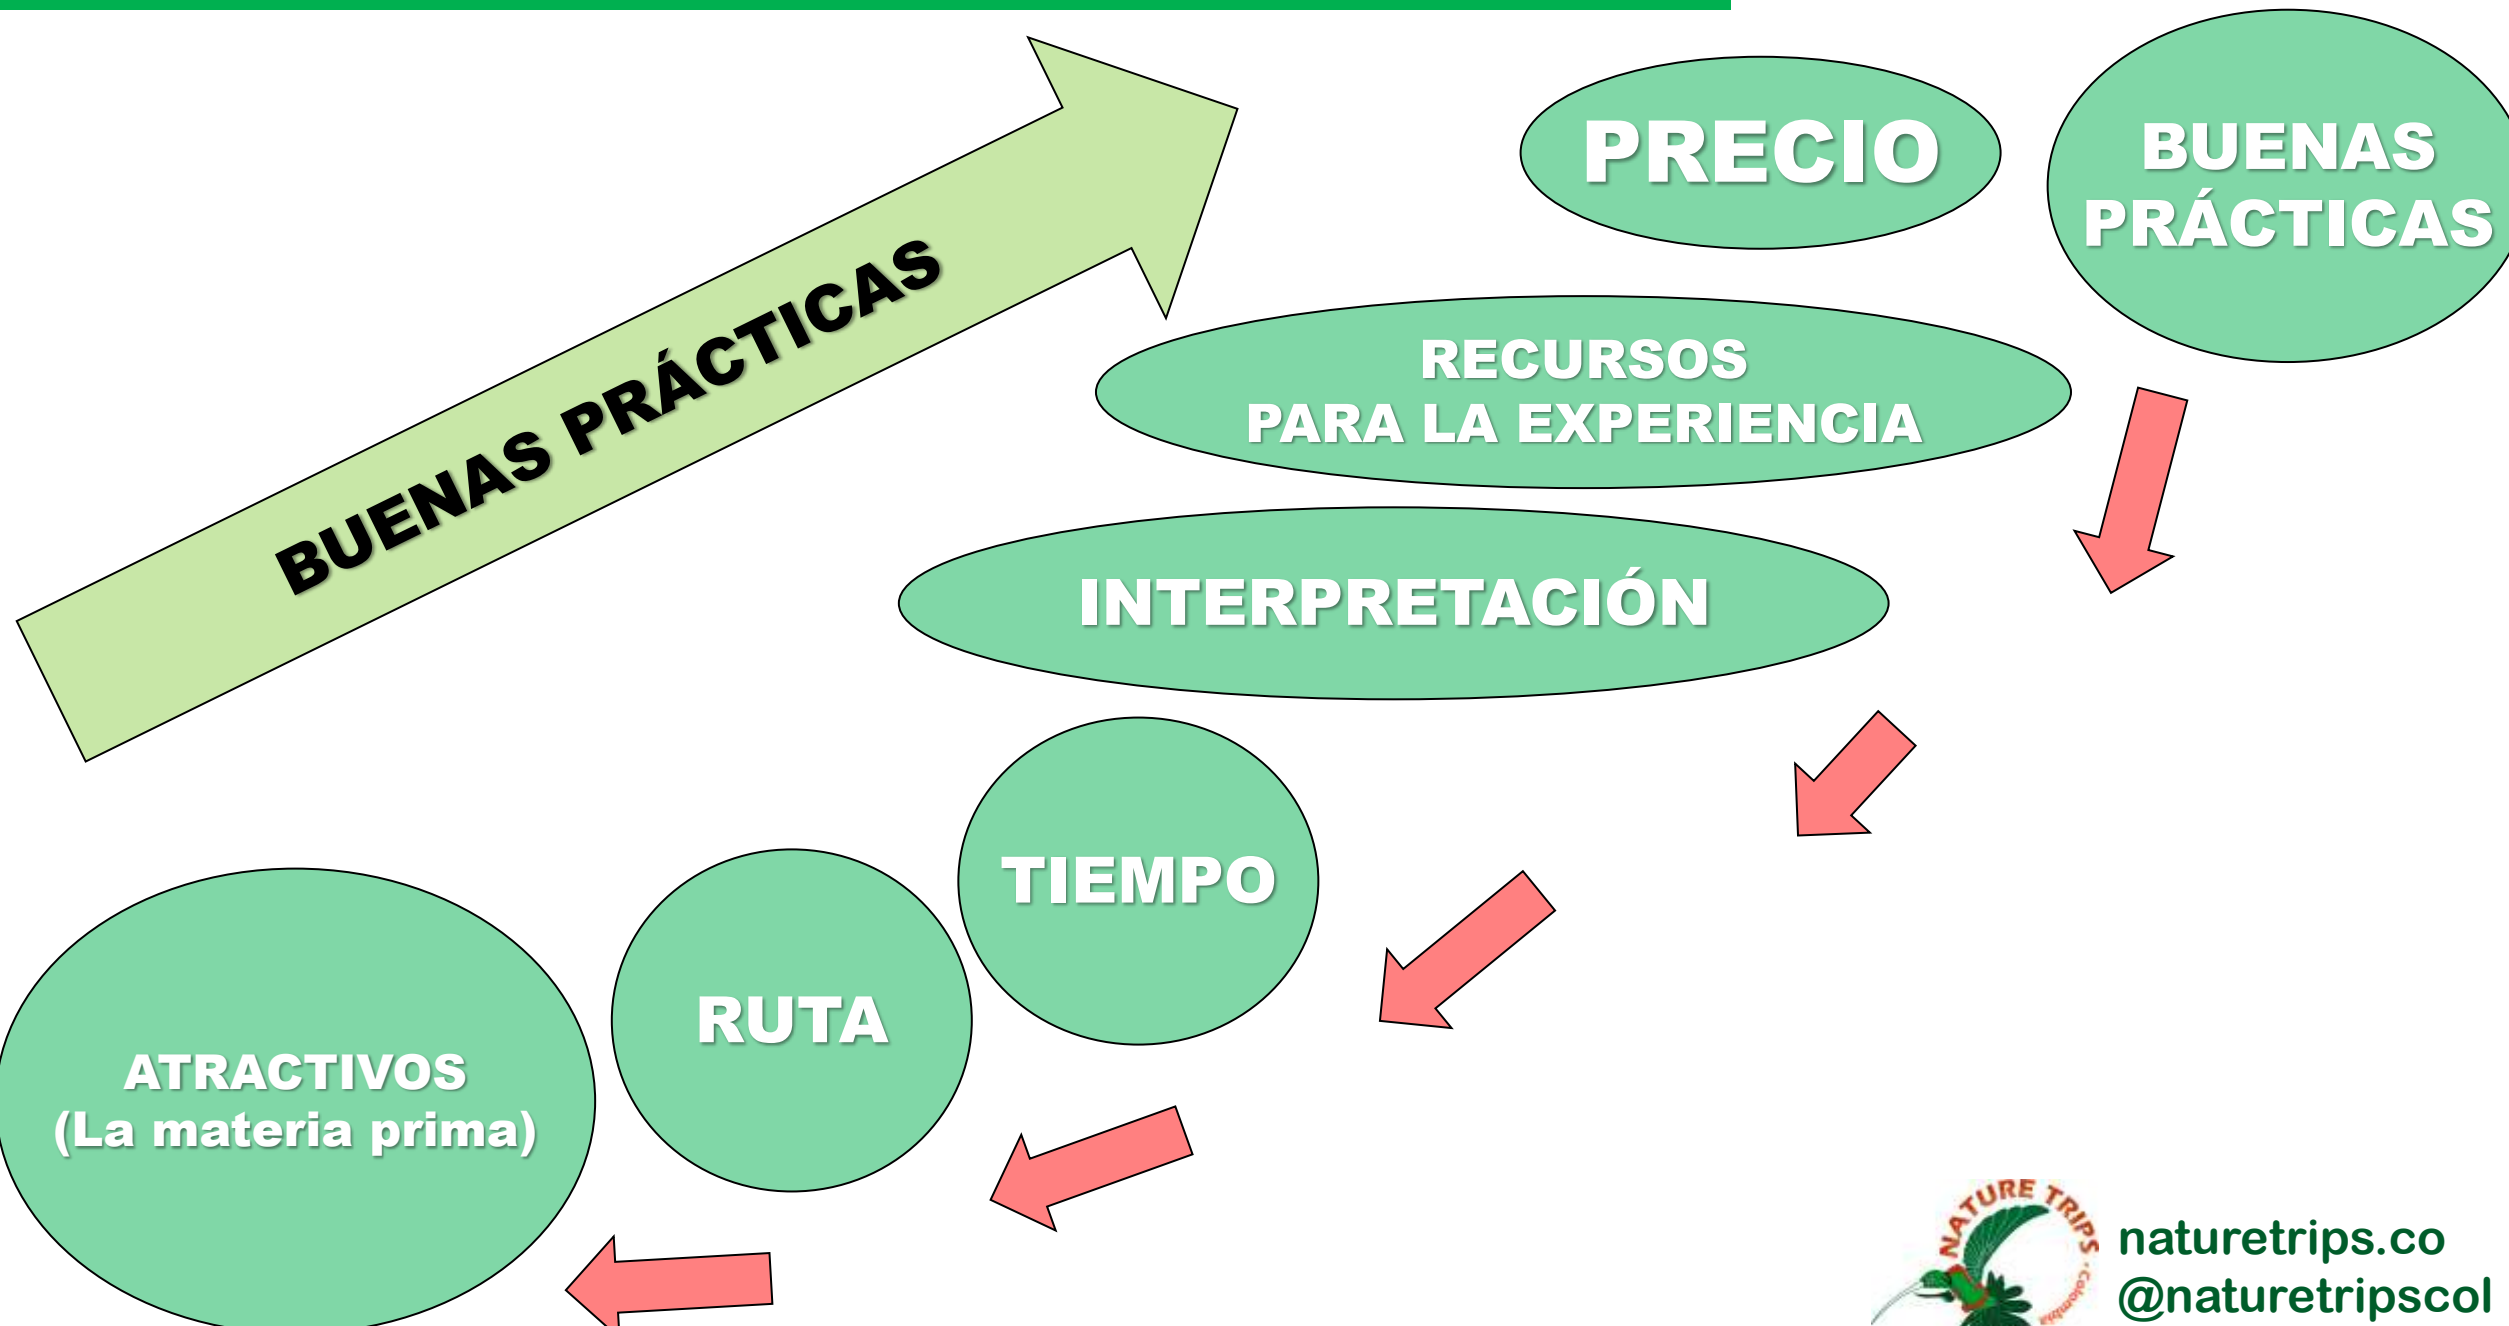 PRECIO
BUENAS
PRÁCTICAS
BUENAS PRÁCTICAS
RECURSOS
PARA LA EXPERIENCIA
INTERPRETACIÓN
TIEMPO
RUTA
ATRACTIVOS
(La materia prima)
NATURE TRIPS Colombia
naturetrips.co
@naturetripscol